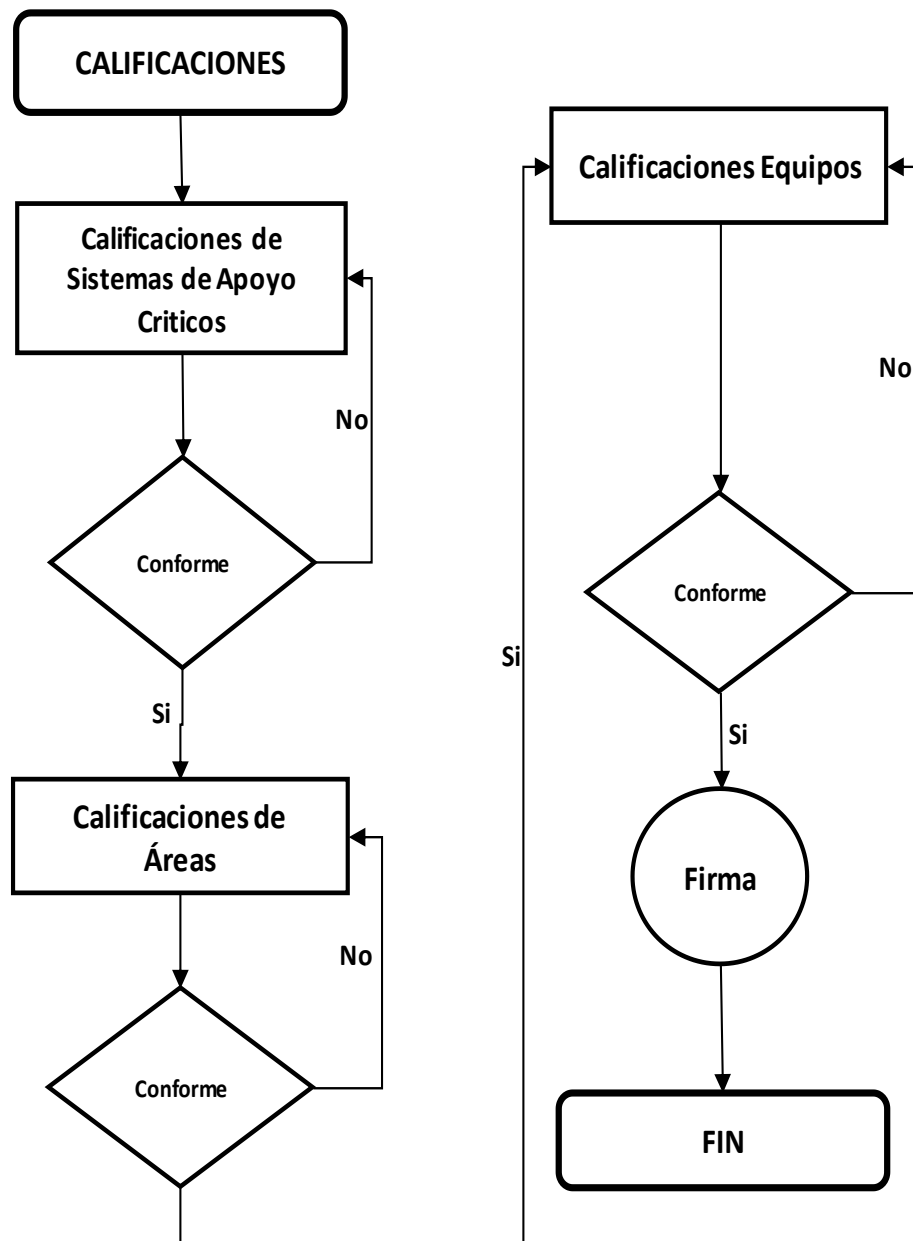 CALIFICACIONES
Calificaciones de
Sistemas de Apoyo
Criticos
No
Conforme
Si
Calificaciones de
Áreas
No
Conforme
Si
Calificaciones Equipos
No
Conforme
Si
Firma
FIN